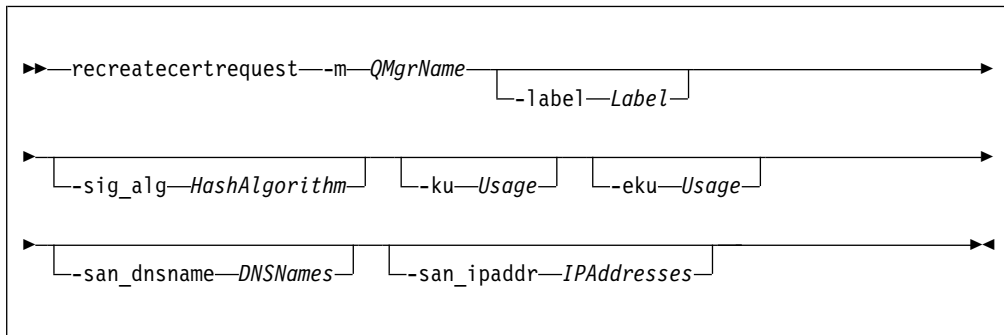 recreatecertrequest -m QMgrName
-label Label
-sig_alg HashAlgorithm -ku Usage -eku Usage
-san_dnsname DNSNames -san_ipaddr IPAddresses